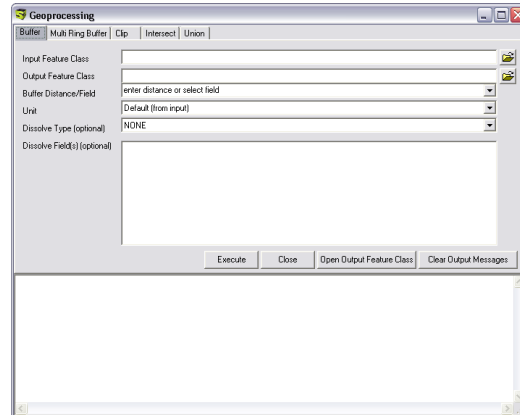 Geoprocessing
Buffer Multi Ring Buffer Clip Intersect Union
Input Feature Class
Output Feature Class
Buffer Distance/Field enter distance or select field
Unit Default (from input)
Dissolve Type (optional) NONE
Dissolve Field(s) (optional)
Execute Close Open Output Feature Class Clear Output Messages